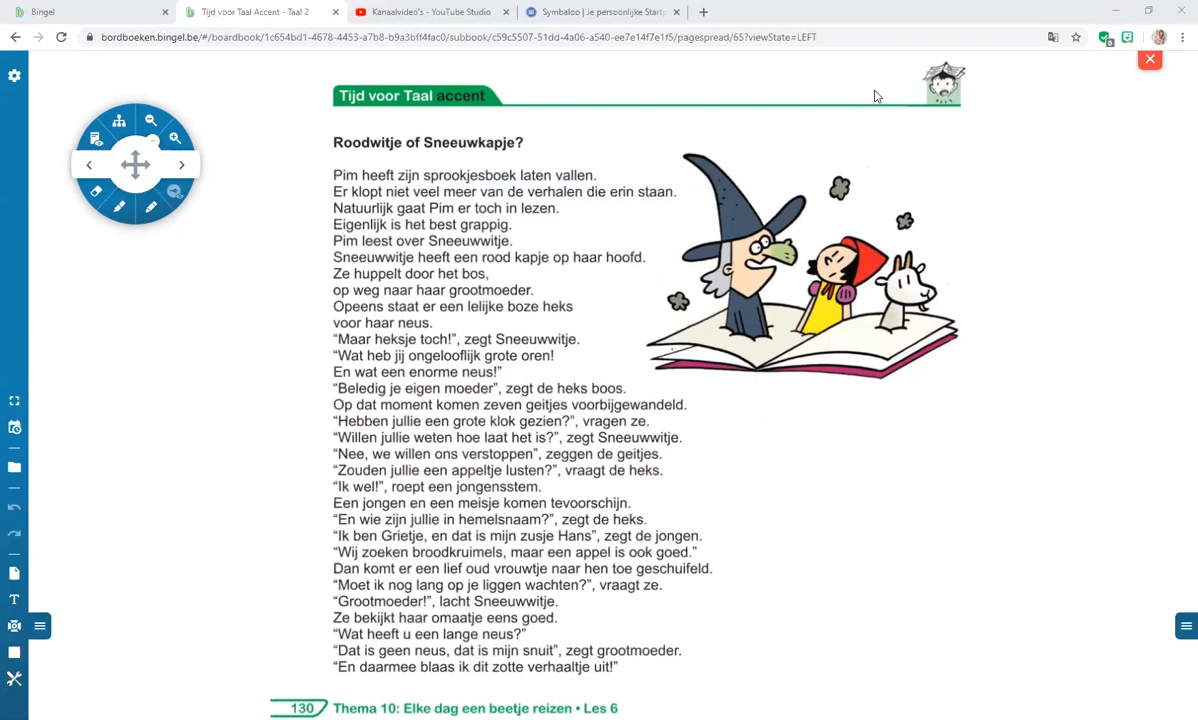 Bingel
Tijd voor Taal Accent - Taal 2
Kanaalvideo's - YouTube Studio
Symbaloo | Je persoonlijke Start
bordboeken.bingel.be/#/boardbook/1c654bd1-4678-4453-a7b8-b9a3bff4fac0/subbook/c59c5507-51dd-4a06-a540-ee7e14f7e1f5/pagespread/65?viewState=LEFT
Tijd voor Taal accent
Roodwitje of Sneeuwkapje?
Pim heeft zijn sprookjesboek laten vallen.
Er klopt niet veel meer van de verhalen die erin staan.
Natuurlijk gaat Pim er toch in lezen.
Eigenlijk is het best grappig.
Pim leest over Sneeuwwitje.
Sneeuwwitje heeft een rood kapje op haar hoofd.
Ze huppelt door het bos,
op weg naar haar grootmoeder.
Opeens staat er een lelijke boze heks
voor haar neus.
“Maar heksje toch!”, zegt Sneeuwwitje.
“Wat heb jij ongelooflijk grote oren!
En wat een enorme neus!”
“Beledig je eigen moeder”, zegt de heks boos.
Op dat moment komen zeven geitjes voorbijgewandeld.
“Hebben jullie een grote klok gezien?”, vragen ze.
“Willen jullie weten hoe laat het is?”, zegt Sneeuwwitje.
“Nee, we willen ons verstoppen”, zeggen de geitjes.
“Zouden jullie een appeltje lusten?”, vraagt de heks.
“Ik wel!”, roept een jongensstem.
Een jongen en een meisje komen tevoorschijn.
“En wie zijn jullie in hemelsnaam?”, zegt de heks.
“Ik ben Grietje, en dat is mijn zusje Hans”, zegt de jongen.
“Wij zoeken broodkruimels, maar een appel is ook goed.”
Dan komt er een lief oud vrouwtje naar hen toe geschuifeld.
“Moet ik nog lang op je liggen wachten?”, vraagt ze.
“Grootmoeder!”, lacht Sneeuwwitje.
Ze bekijkt haar omaatje eens goed.
“Wat heeft u een lange neus?”
“Dat is geen neus, dat is mijn snuit”, zegt grootmoeder.
“En daarmee blaas ik dit zotte verhaaltje uit!”
130 Thema 10: Elke dag een beetje reizen • Les 6